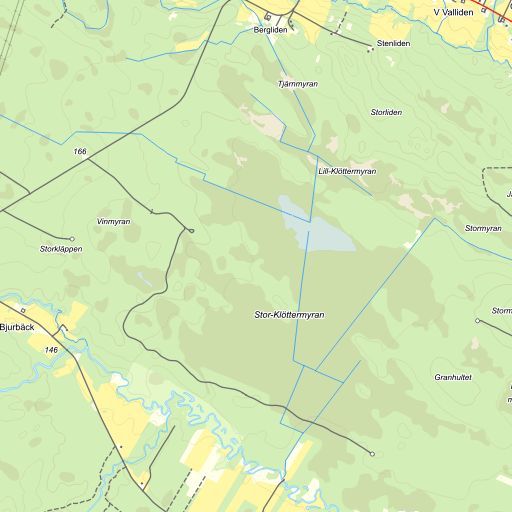 V Valliden
Bergliden
Stenliden
Tjärnmyran
Storliden
166
Lill-Klöttermyran
Vinmyran
Stormyran
Storkläppen
Stor-Klöttermyran
Bjurbäck
146
Granhultet